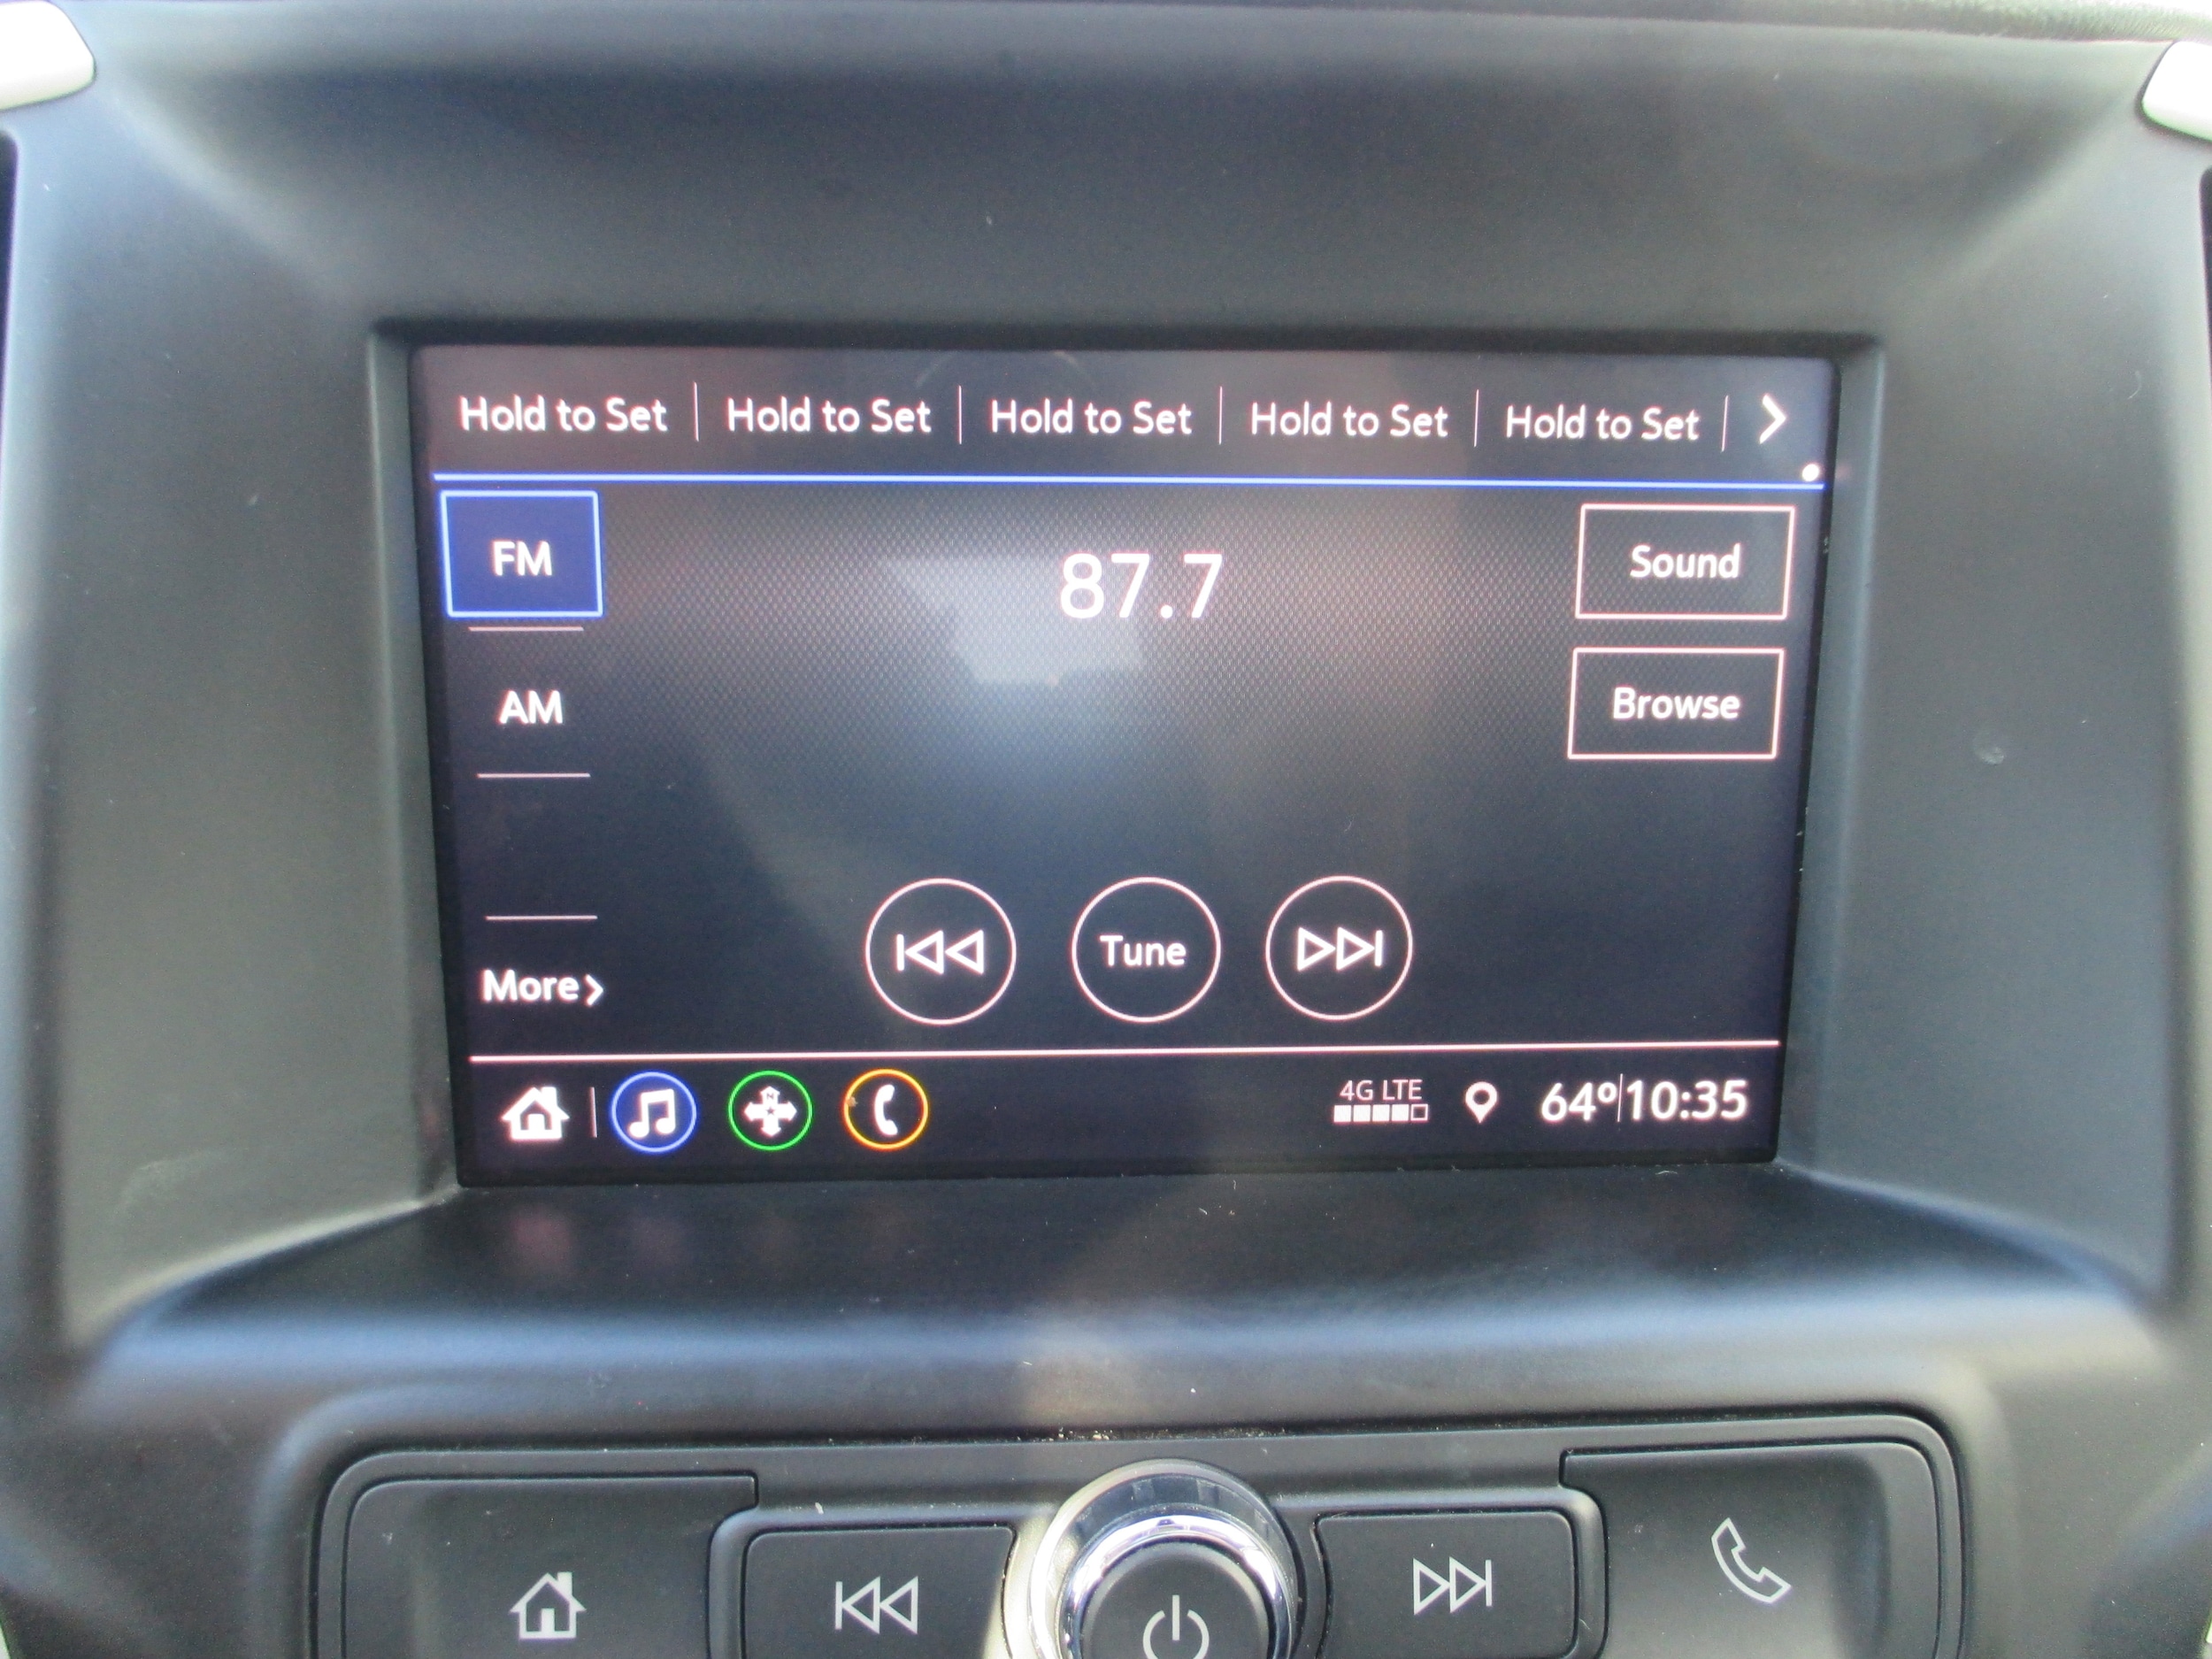 Hold to Set Hold to Set Hold to Set Hold to Set Hold to Set
FM
87.7
Sound
AM
Browse
Tune
More
N
4G LTE
64° 10:35